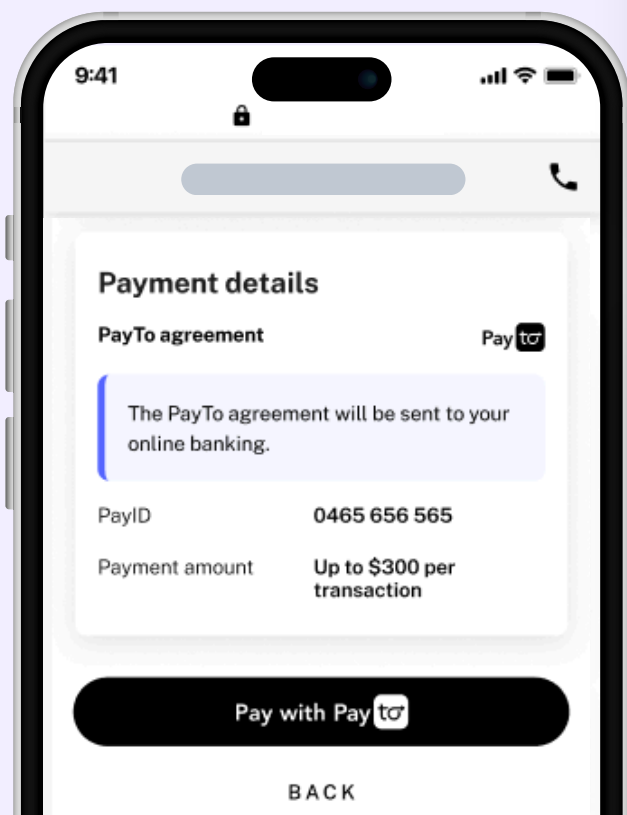 9:41
Payment details
PayTo agreement
Pay to
The PayTo agreement will be sent to your
online banking.
PayID
0465 656 565
Payment amount
Up to $300 per
transaction
Pay with Pay to
BACK